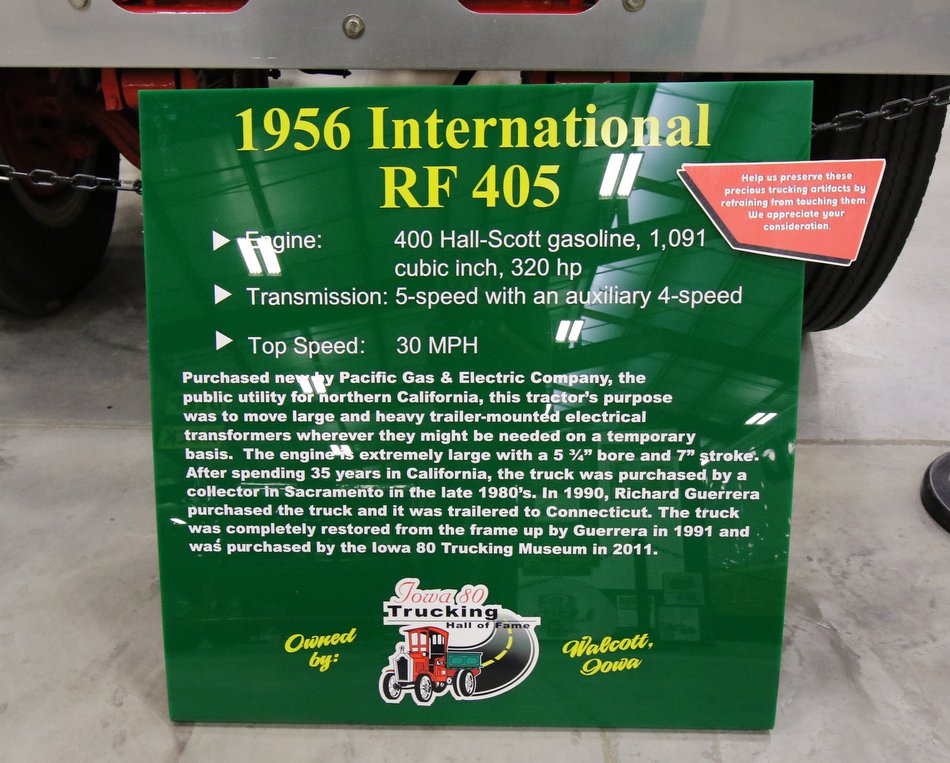 1956 International
RF 405
Help us preserve these
precious trucking artifacts by
refraining from touching them.
We appreciate your
consideration.
Engine: 400 Hall-Scott gasoline, 1,091
cubic inch, 320 hp
Transmission: 5-speed with an auxiliary 4-speed
Top Speed: 30 MPH
Purchased new by Pacific Gas & Electric Company, the
public utility for northern California, this tractor's purpose
was to move large and heavy trailer-mounted electrical
transformers wherever they might be needed on a temporary
basis. The engine is extremely large with a 5 ¾" bore and 7" stroke.
After spending 35 years in California, the truck was purchased by a
collector in Sacramento in the late 1980's. In 1990, Richard Guerrera
purchased the truck and it was trailered to Connecticut. The truck
was completely restored from the frame up by Guerrera in 1991 and
was purchased by the Iowa 80 Trucking Museum in 2011.
Iowa 80
Trucking
Hall of Fame
Owned
by:
Walcott,
Iowa